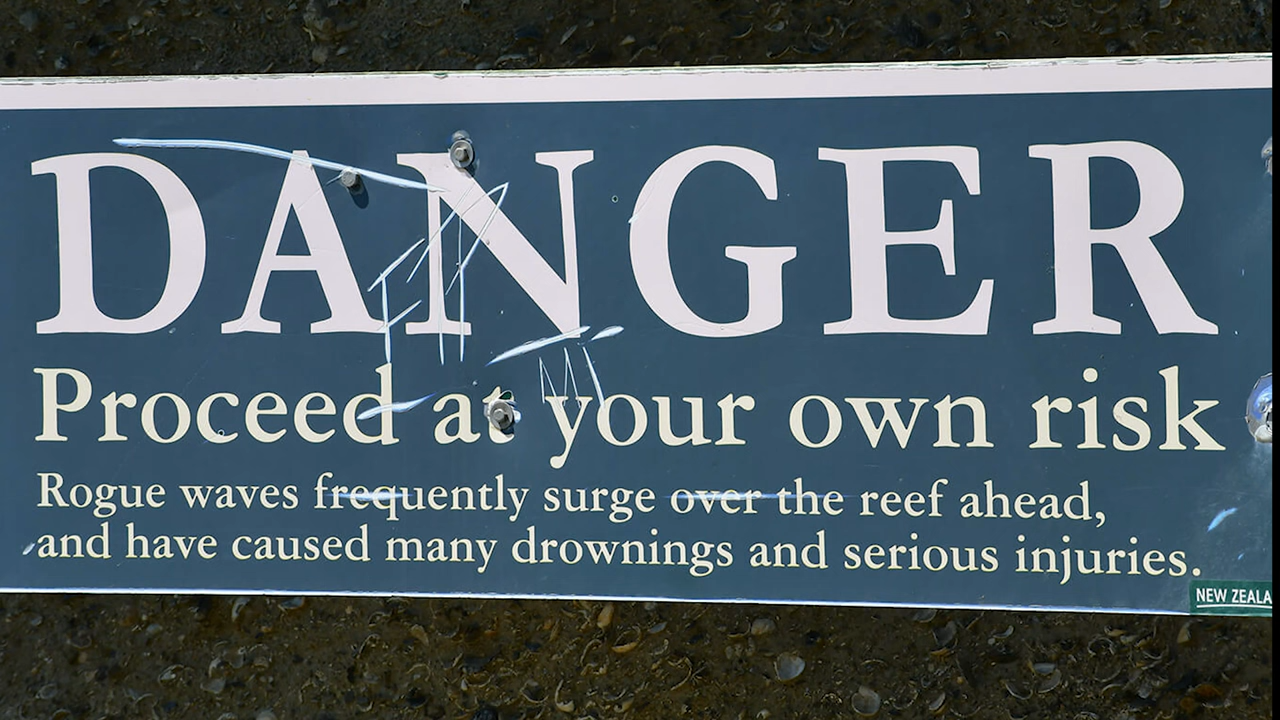 DANGER
Proceed at your own risk
Rogue waves frequently surge over the reef ahead,
and have caused many drownings and serious injuries.
NEW ZEALA